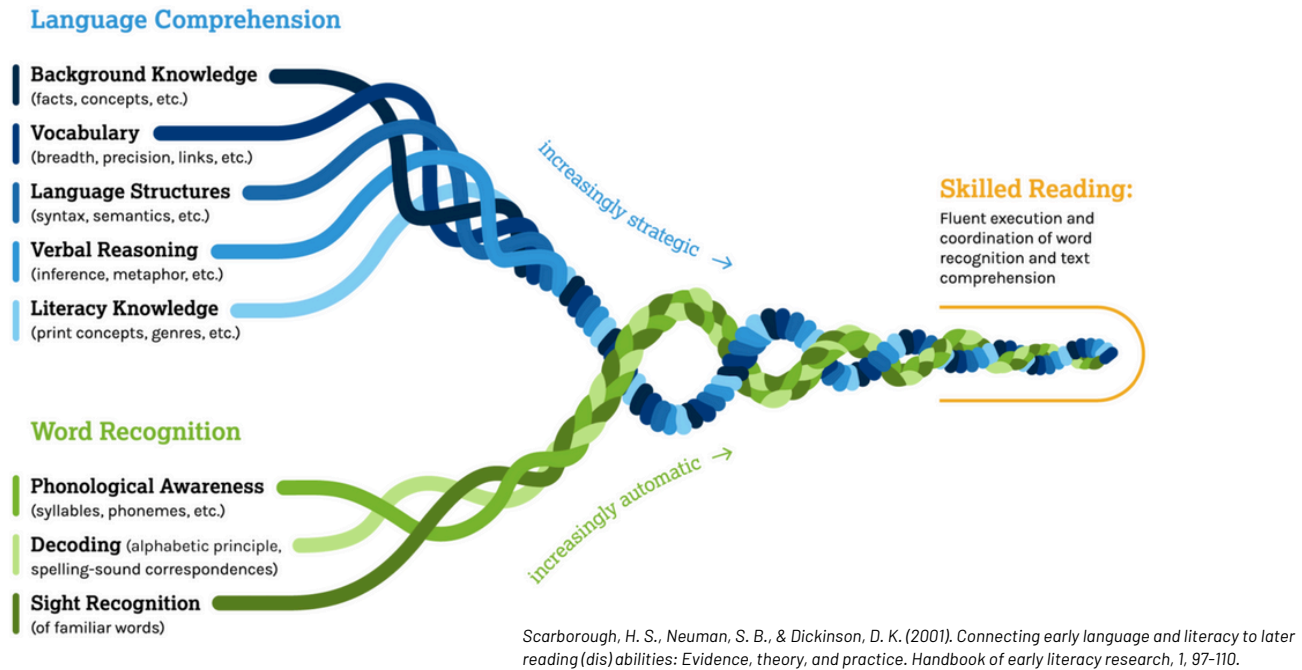 Language Comprehension
Background Knowledge
(facts, concepts, etc.)
Vocabulary
(breadth, precision, links, etc.)
Language Structures
(syntax, semantics, etc.)
Verbal Reasoning
(inference, metaphor, etc.)
Literacy Knowledge
(print concepts, genres, etc.)
increasingly strategic →
Word Recognition
Phonological Awareness
(syllables, phonemes, etc.)
Decoding (alphabetic principle,
spelling-sound correspondences)
Sight Recognition
(of familiar words)
increasingly automatic →
Skilled Reading:
Fluent execution and
coordination of word
recognition and text
comprehension
Scarborough, H. S., Neuman, S. B., & Dickinson, D. K. (2001). Connecting early language and literacy to later
reading (dis) abilities: Evidence, theory, and practice. Handbook of early literacy research, 1, 97-110.